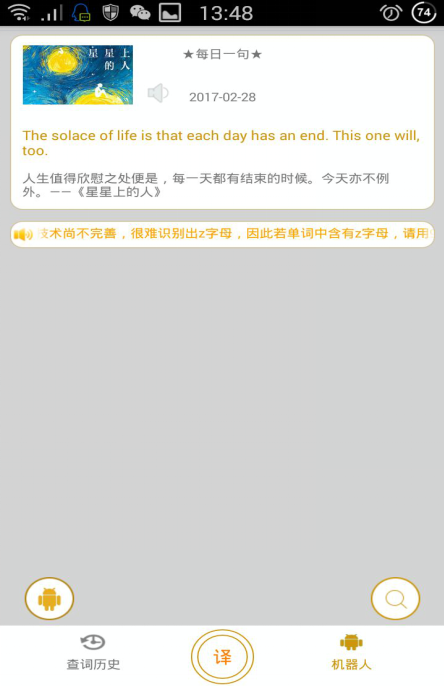 13:48
74
星星的
上人
★每日一句★
2017-02-28
The solace of life is that each day has an end. This one will,
too.
人生值得欣慰之处便是，每一天都有结束的时候。今天亦不例
外。——《星星上的人》
技术尚不完善，很难识别出z字母，因此若单词中含有z字母，请用
查词历史
译
机器人